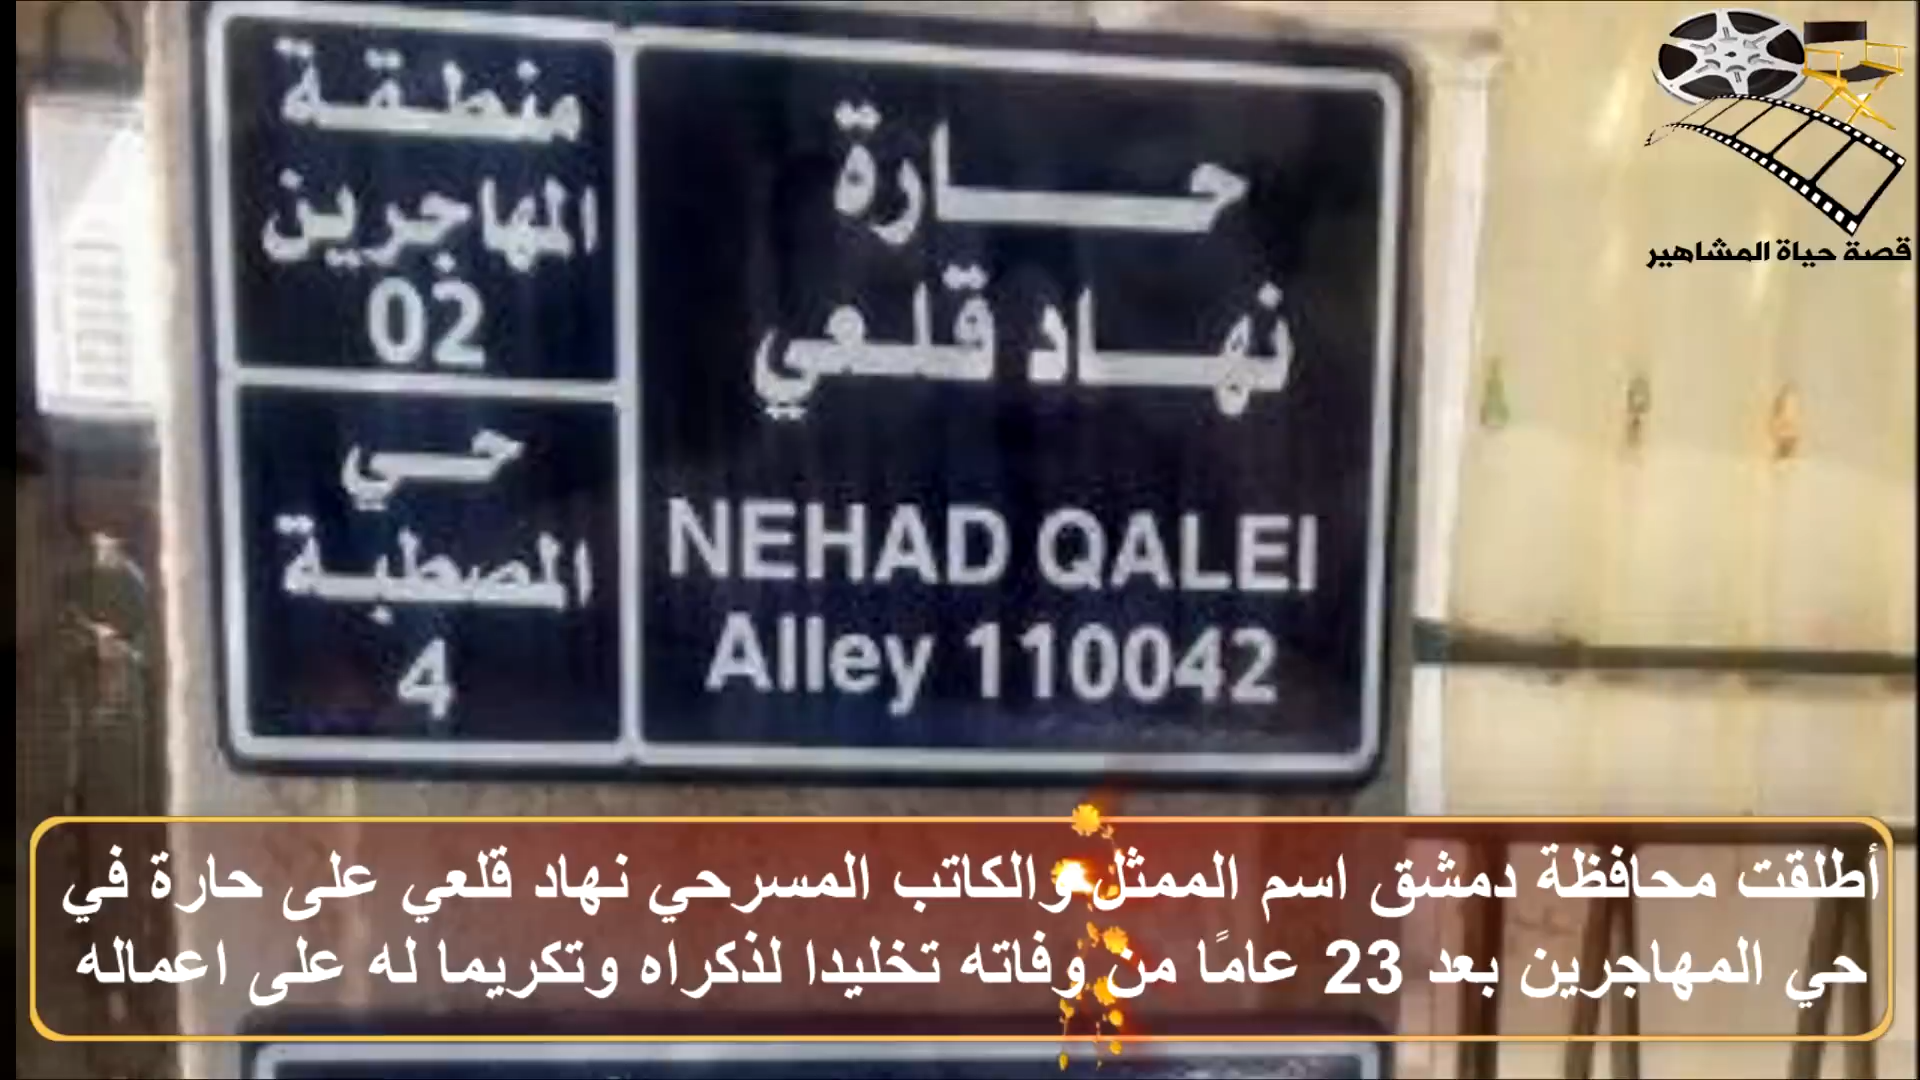 منطقة
المهاجرين
02
حي
المصطبة
4
حارة
نهاد قلعي
NEHAD QALEI
Alley 110042
قصة حياة المشاهير
أطلقت محافظة دمشق اسم الممثل والكاتب المسرحي نهاد قلعي على حارة في
حي المهاجرين بعد 23 عامًا من وفاته تخليدا لذكراه وتكريما له على اعماله